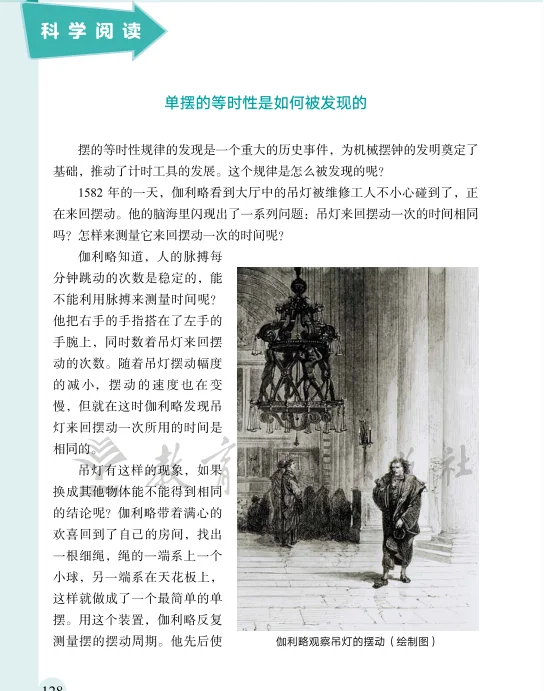 科学阅读
单摆的等时性是如何被发现的
摆的等时性规律的发现是一个重大的历史事件，为机械摆钟的发明奠定了
基础，推动了计时工具的发展。这个规律是怎么被发现的呢？
1582 年的一天，伽利略看到大厅中的吊灯被维修工人不小心碰到了，正
在来回摆动。他的脑海里闪现出了一系列问题：吊灯来回摆动一次的时间相同
吗？怎样来测量它来回摆动一次的时间呢？
伽利略知道，人的脉搏每
分钟跳动的次数是稳定的，能
不能利用脉搏来测量时间呢？
他把右手的手指搭在了左手的
手腕上，同时数着吊灯来回摆
动的次数。随着吊灯摆动幅度
的减小，摆动的速度也在变
慢，但就在这时伽利略发现吊
灯来回摆动一次所用的时间是
相同的。
吊灯有这样的现象，如果
换成其他物体能不能得到相同
的结论呢？伽利略带着满心的
欢喜回到了自己的房间，找出
一根细绳，绳的一端系上一个
小球，另一端系在天花板上，
这样就做成了一个最简单的单
摆。用这个装置，伽利略反复
测量摆的摆动周期。他先后使
伽利略观察吊灯的摆动（绘制图）
教育 社
128